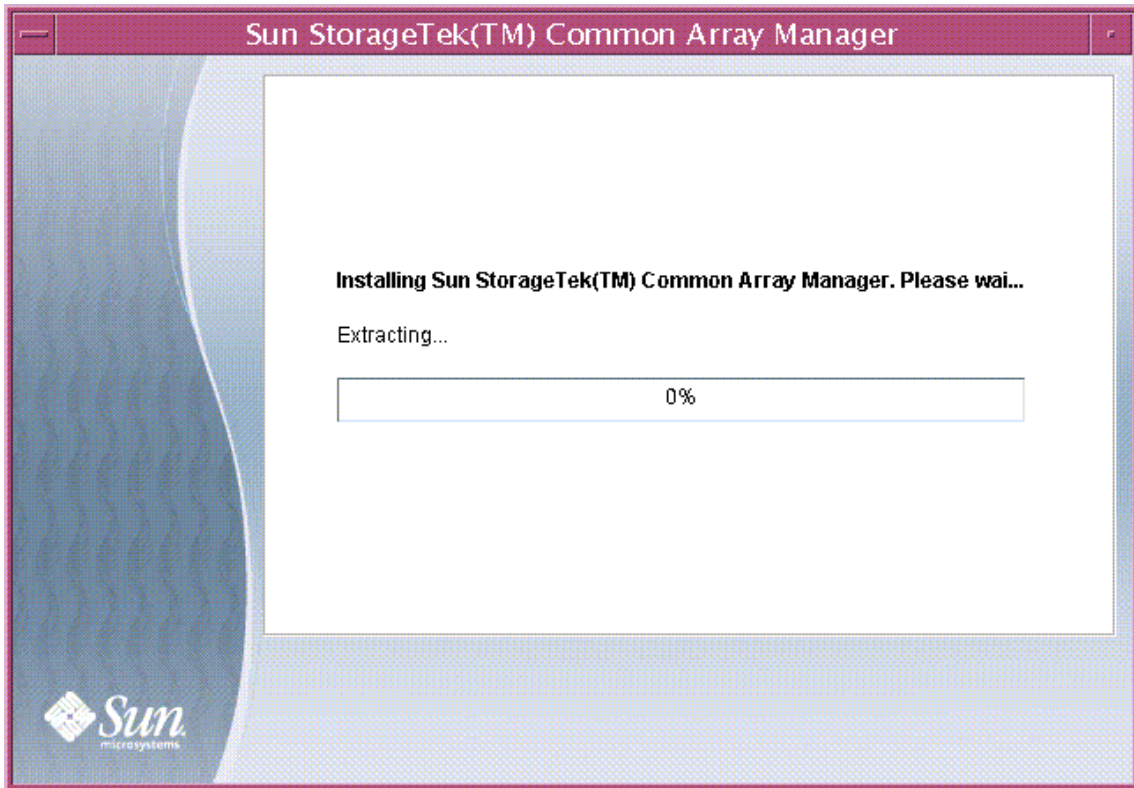 Sun StorageTek(TM) Common Array Manager
Installing Sun StorageTek(TM) Common Array Manager. Please wai...
Extracting...
0%
Sun
microsystems